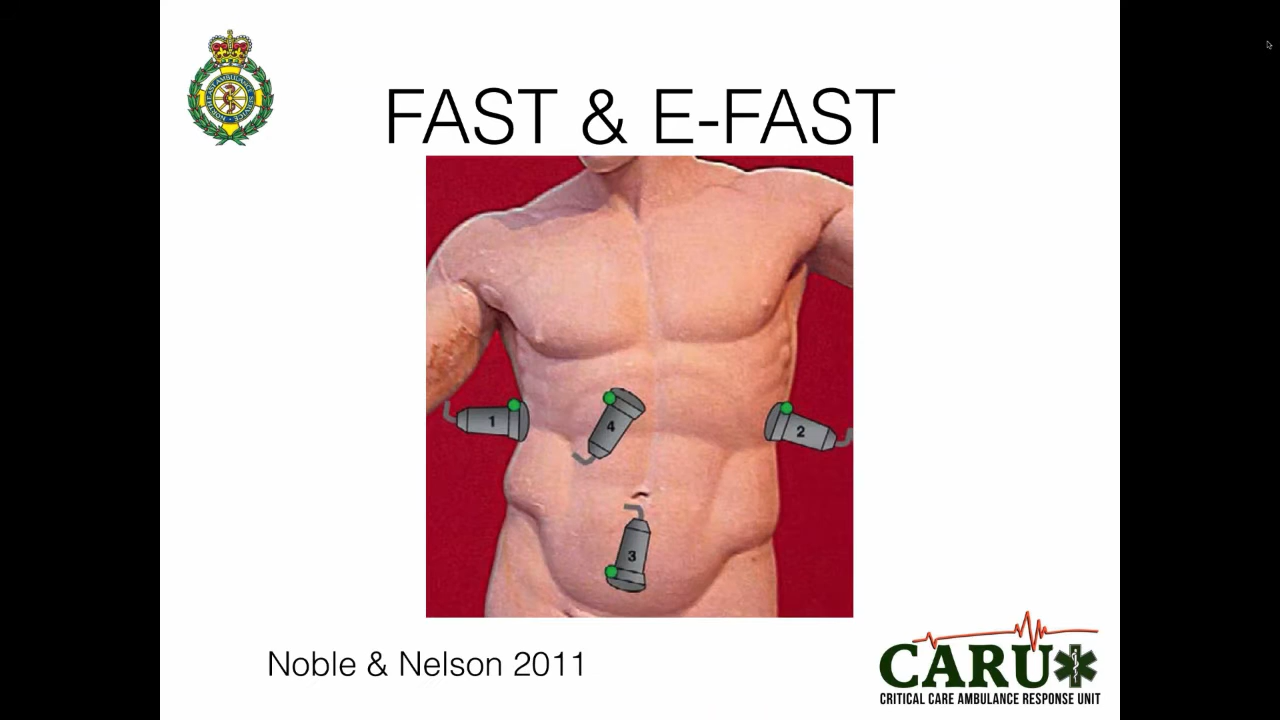 FAST & E-FAST
1
4
2
3
Noble & Nelson 2011
CARU
CRITICAL CARE AMBULANCE RESPONSE UNIT